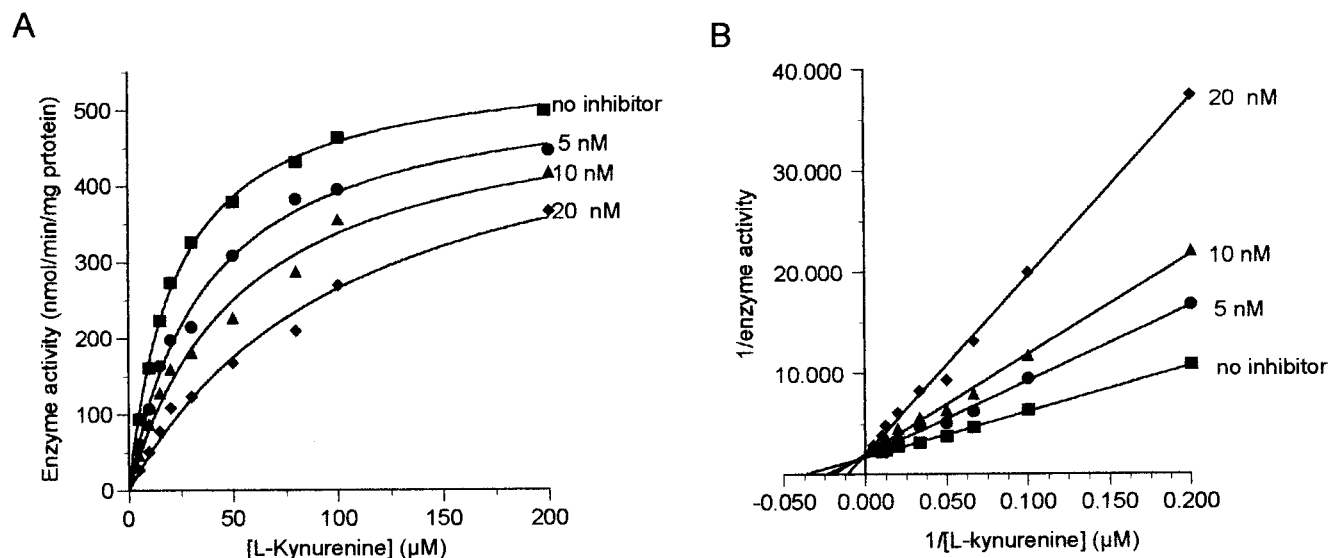 A
Enzyme activity (nmol/min/mg prtotein)
500
400
300
200
100
0
no inhibitor
5 nM
10 nM
20 nM
0 50 100 150 200
[L-Kynurenine] (µM)
B
1/enzyme activity
40.000
30.000
20.000
10.000
20 nM
10 nM
5 nM
no inhibitor
-0.050 0.000 0.050 0.100 0.150 0.200
1/[L-kynurenine] (µM)